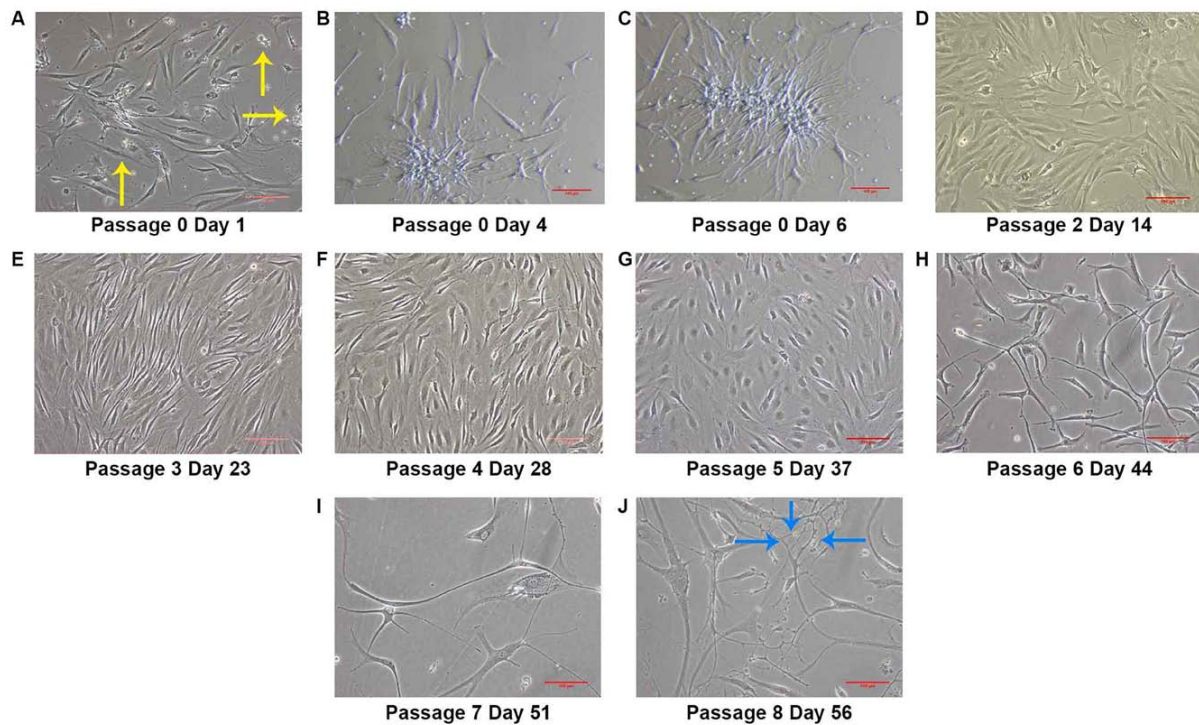 A
B
C
D
Passage 0 Day 1
Passage 0 Day 4
Passage 0 Day 6
Passage 2 Day 14
E
F
G
H
Passage 3 Day 23
Passage 4 Day 28
Passage 5 Day 37
Passage 6 Day 44
I
J
Passage 7 Day 51
Passage 8 Day 56